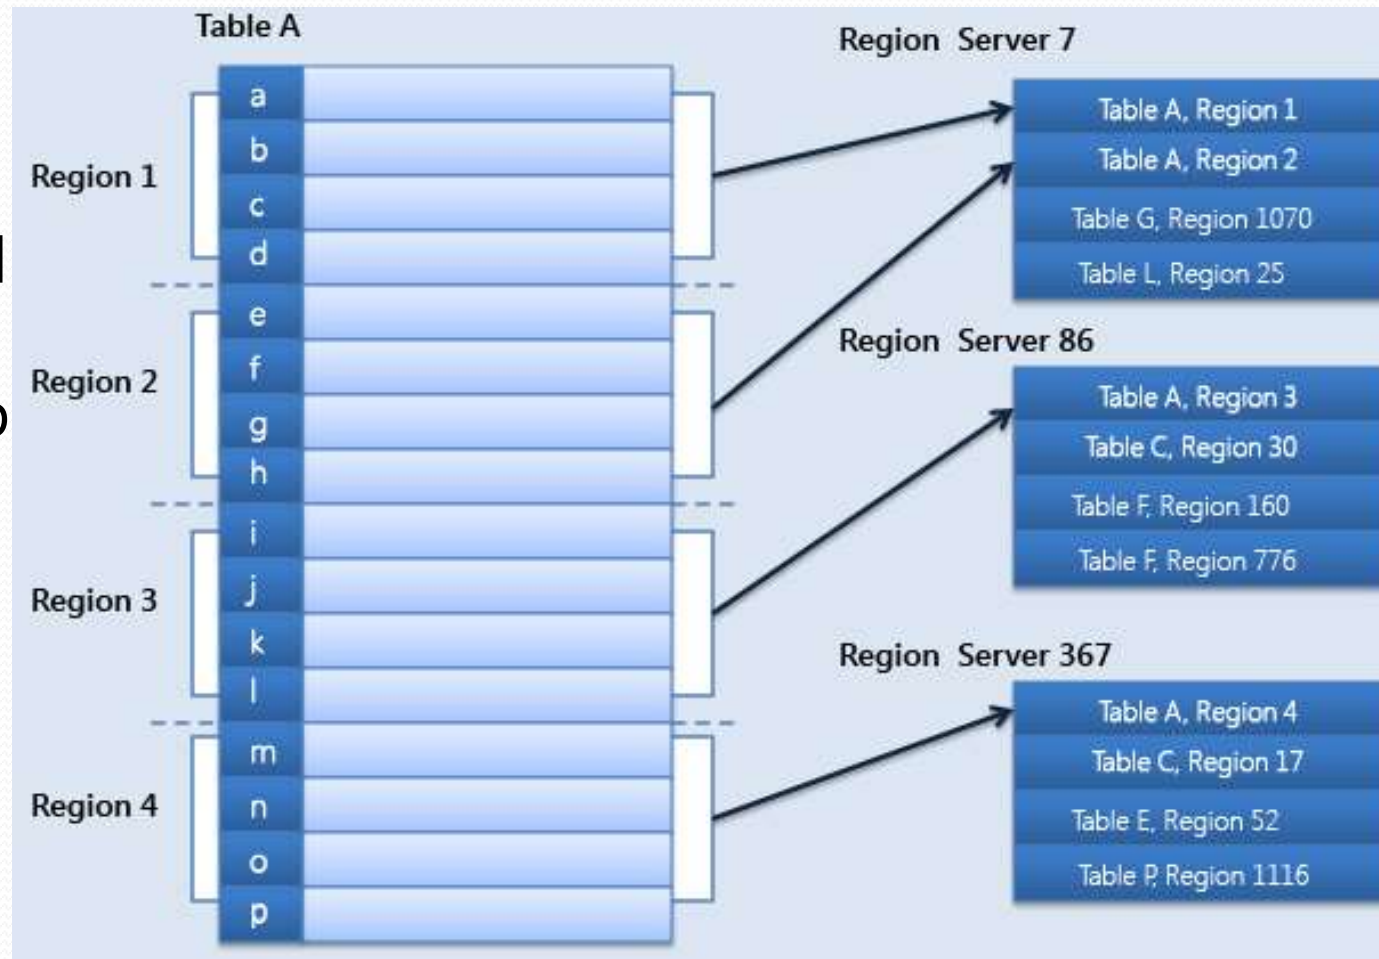 Table A
a
b
c
d
e
f
g
h
i
j
k
l
m
n
o
p
Region 1
Region 2
Region 3
Region 4
Region Server 7
Table A, Region 1
Table A, Region 2
Table G, Region 1070
Table L, Region 25
Region Server 86
Table A, Region 3
Table C, Region 30
Table F, Region 160
Table F, Region 776
Region Server 367
Table A, Region 4
Table C, Region 17
Table E, Region 52
Table P, Region 1116